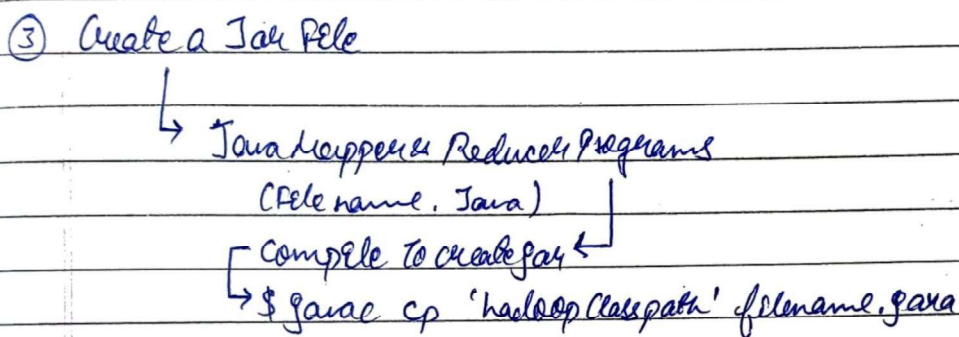 ③ Create a Jar File
Java Mapper & Reducer Programs
(File name. Java)
Compile To create jar
$ javac cp 'hadoop Classpath' filename.java